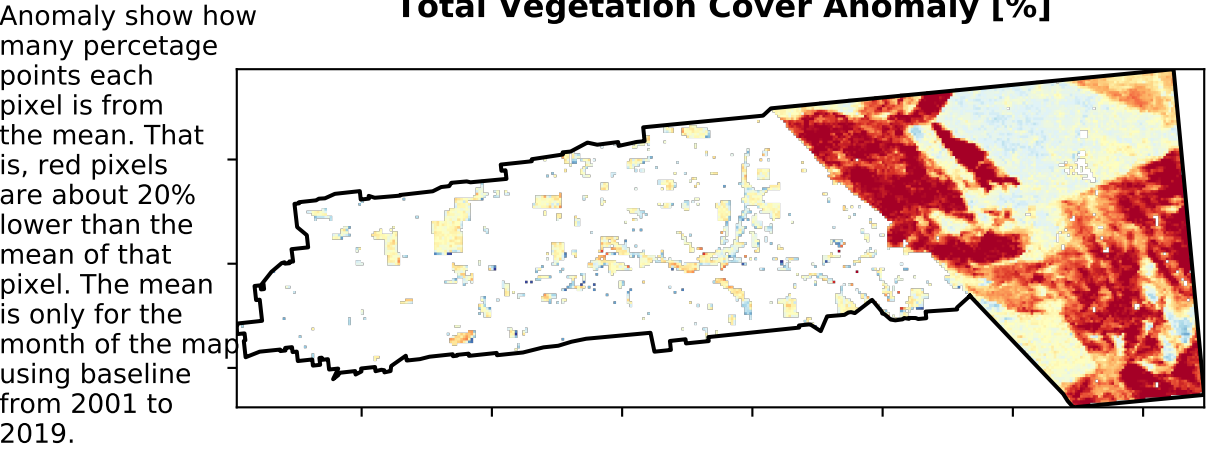 Total Vegetation Cover Anomaly [%]
Anomaly show how
many percetage
points each
pixel is from
the mean. That
is, red pixels
are about 20%
lower than the
mean of that
pixel. The mean
is only for the
month of the map
using baseline
from 2001 to
2019.